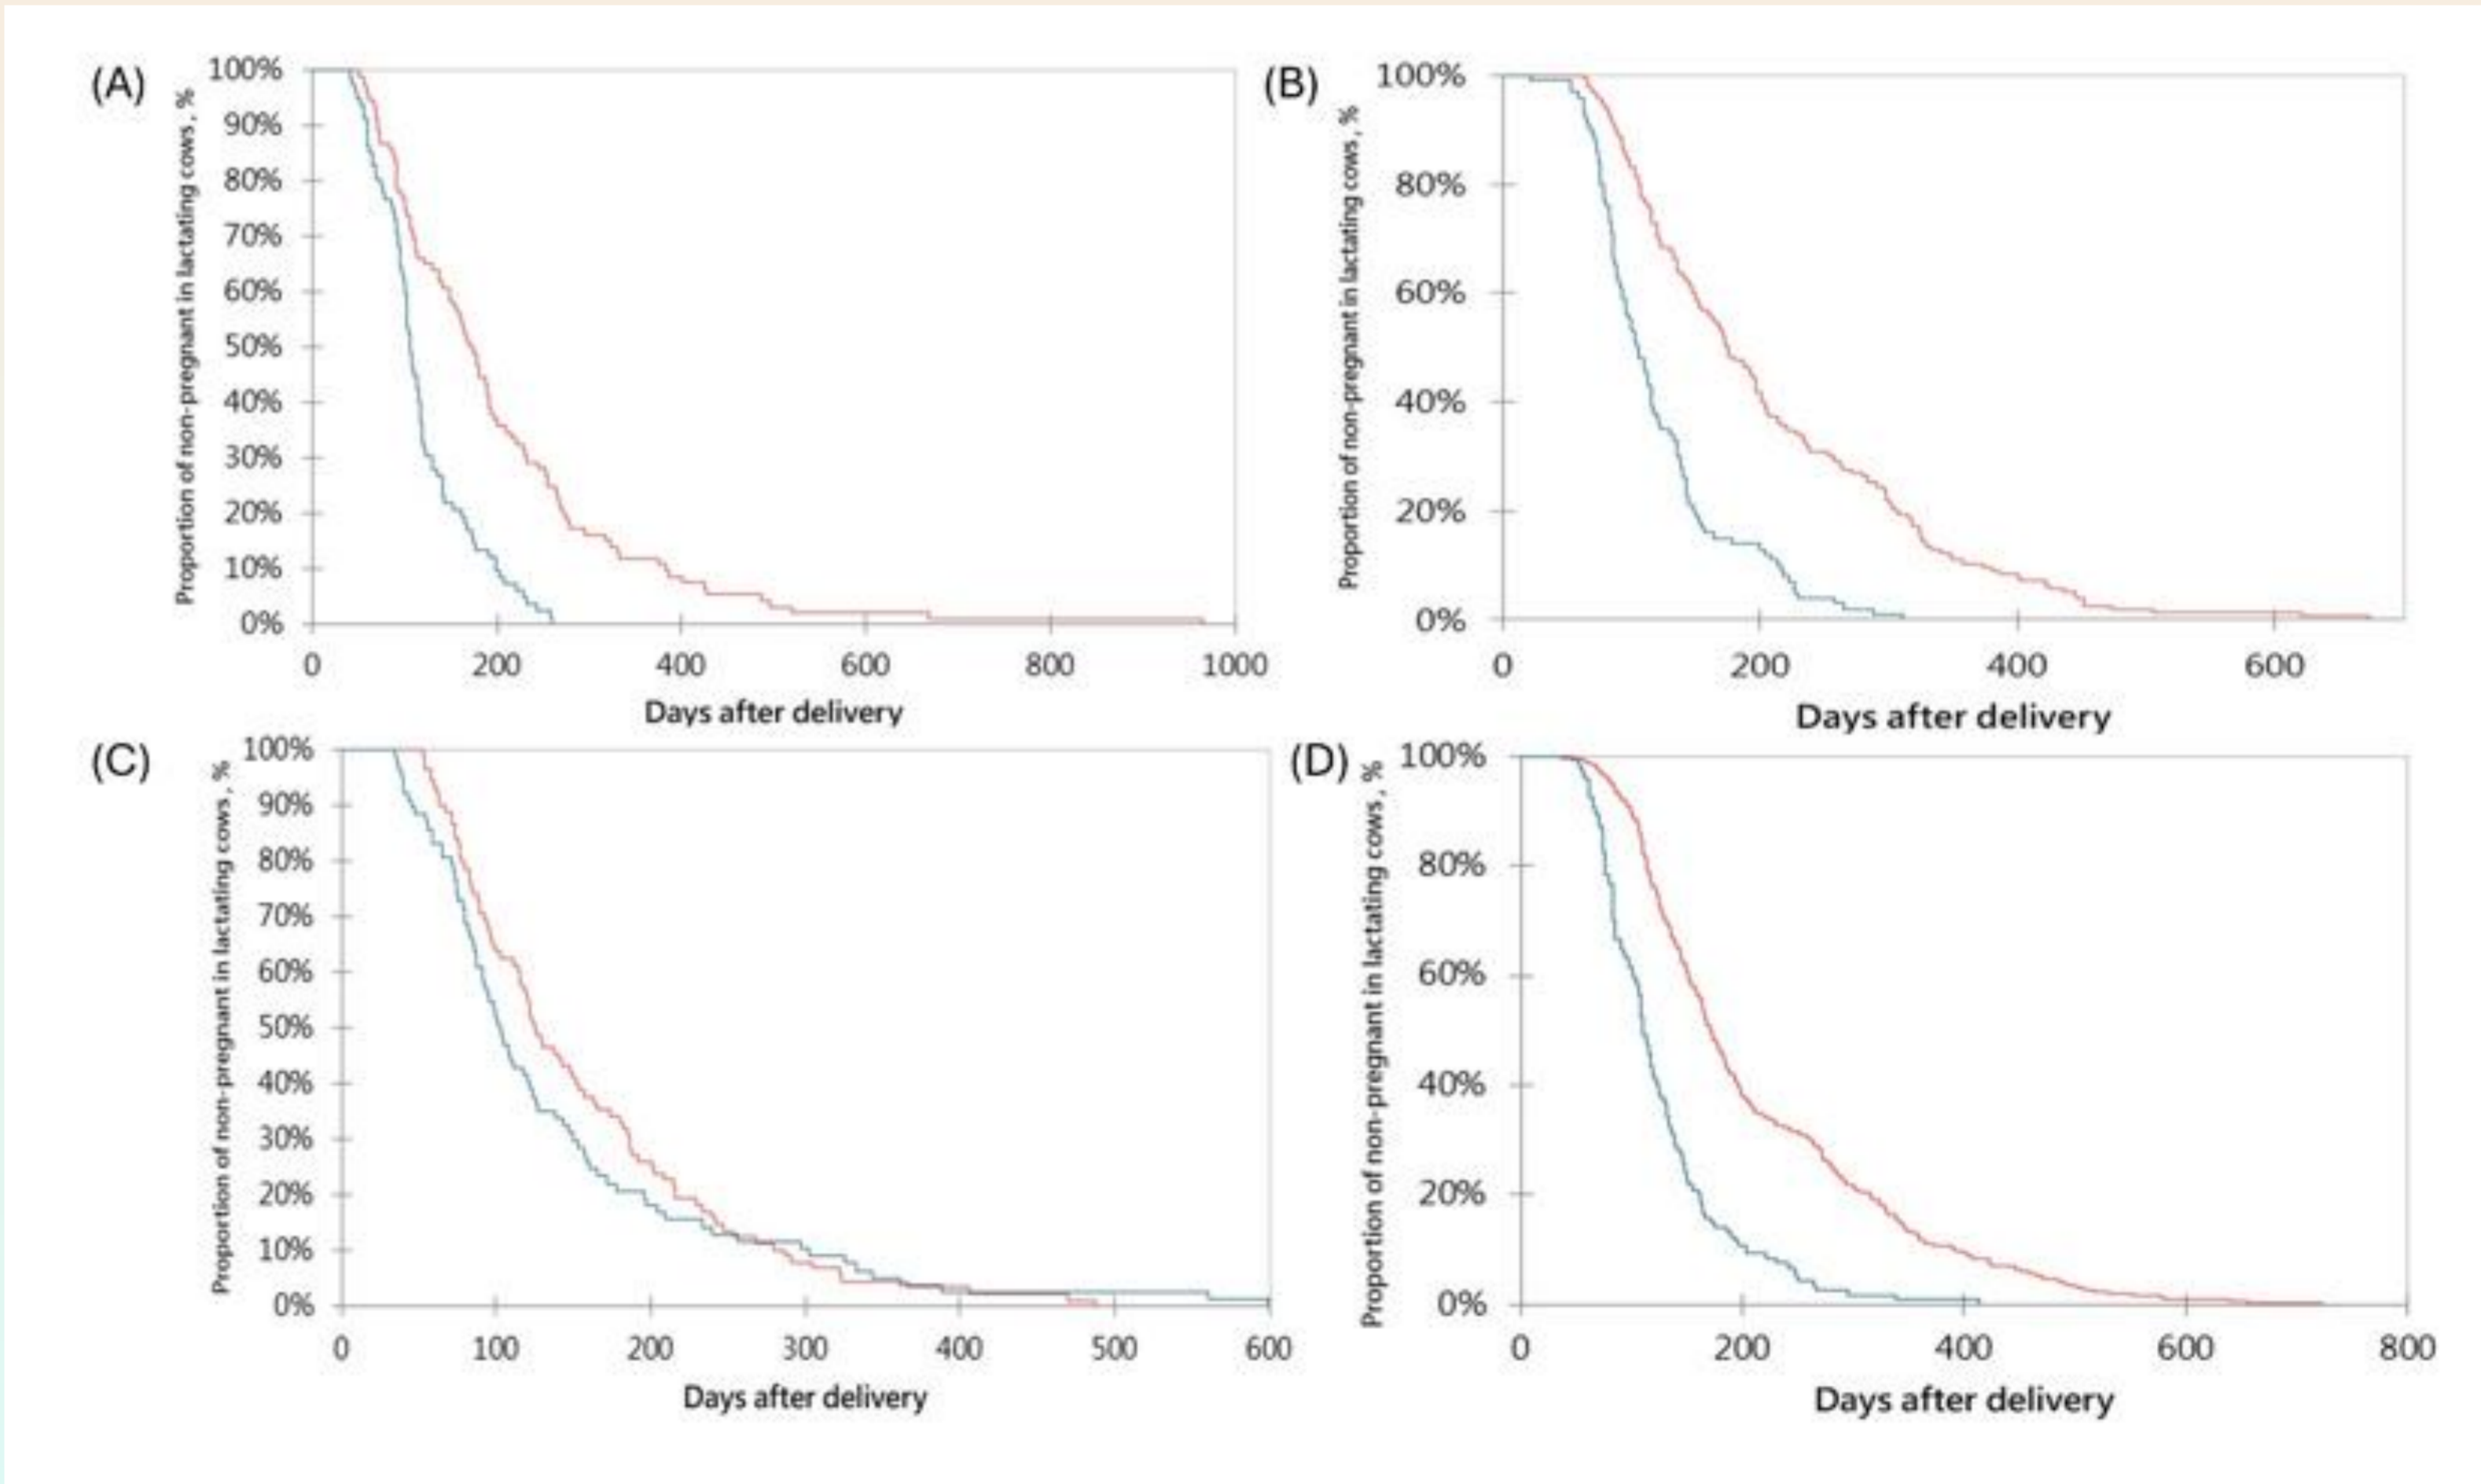 (A)
Proportion of non-pregnant in lactating cows, %
100%
90%
80%
70%
60%
50%
40%
30%
20%
10%
0%
0 200 400 600 800 1000
Days after delivery
(B)
Proportion of non-pregnant in lactating cows, %
100%
80%
60%
40%
20%
0%
0 200 400 600
Days after delivery
(C)
Proportion of non-pregnant in lactating cows, %
100%
90%
80%
70%
60%
50%
40%
30%
20%
10%
0%
0 100 200 300 400 500 600
Days after delivery
(D)
Proportion of non-pregnant in lactating cows, %
100%
80%
60%
40%
20%
0%
0 200 400 600 800
Days after delivery